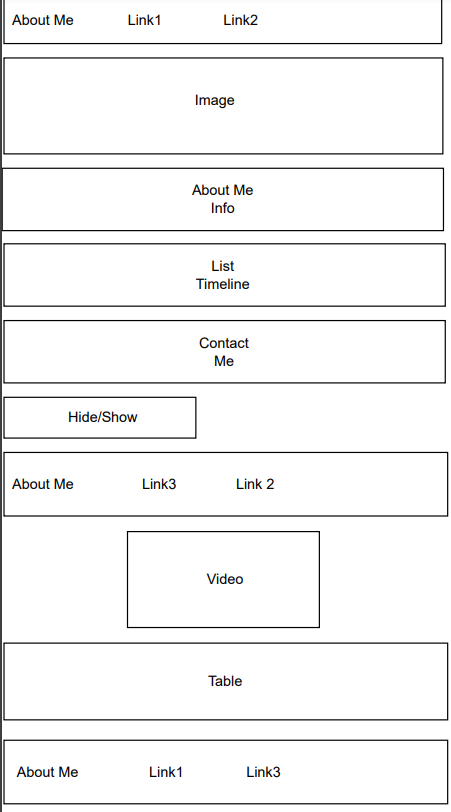 About Me Link1 Link2
Image
About Me
Info
List
Timeline
Contact
Me
Hide/Show
About Me Link3 Link 2
Video
Table
About Me Link1 Link3